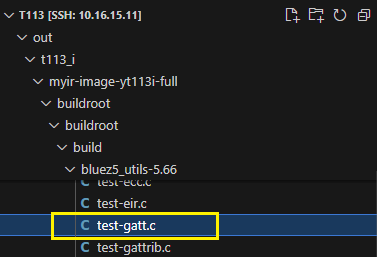 T113 [SSH: 10.16.15.11]
out
t113_i
myir-image-yt113i-full
buildroot
buildroot
build
bluez5_utils-5.66
C test-ecc.c
C test-eir.c
C test-gatt.c
C test-gattrib.c